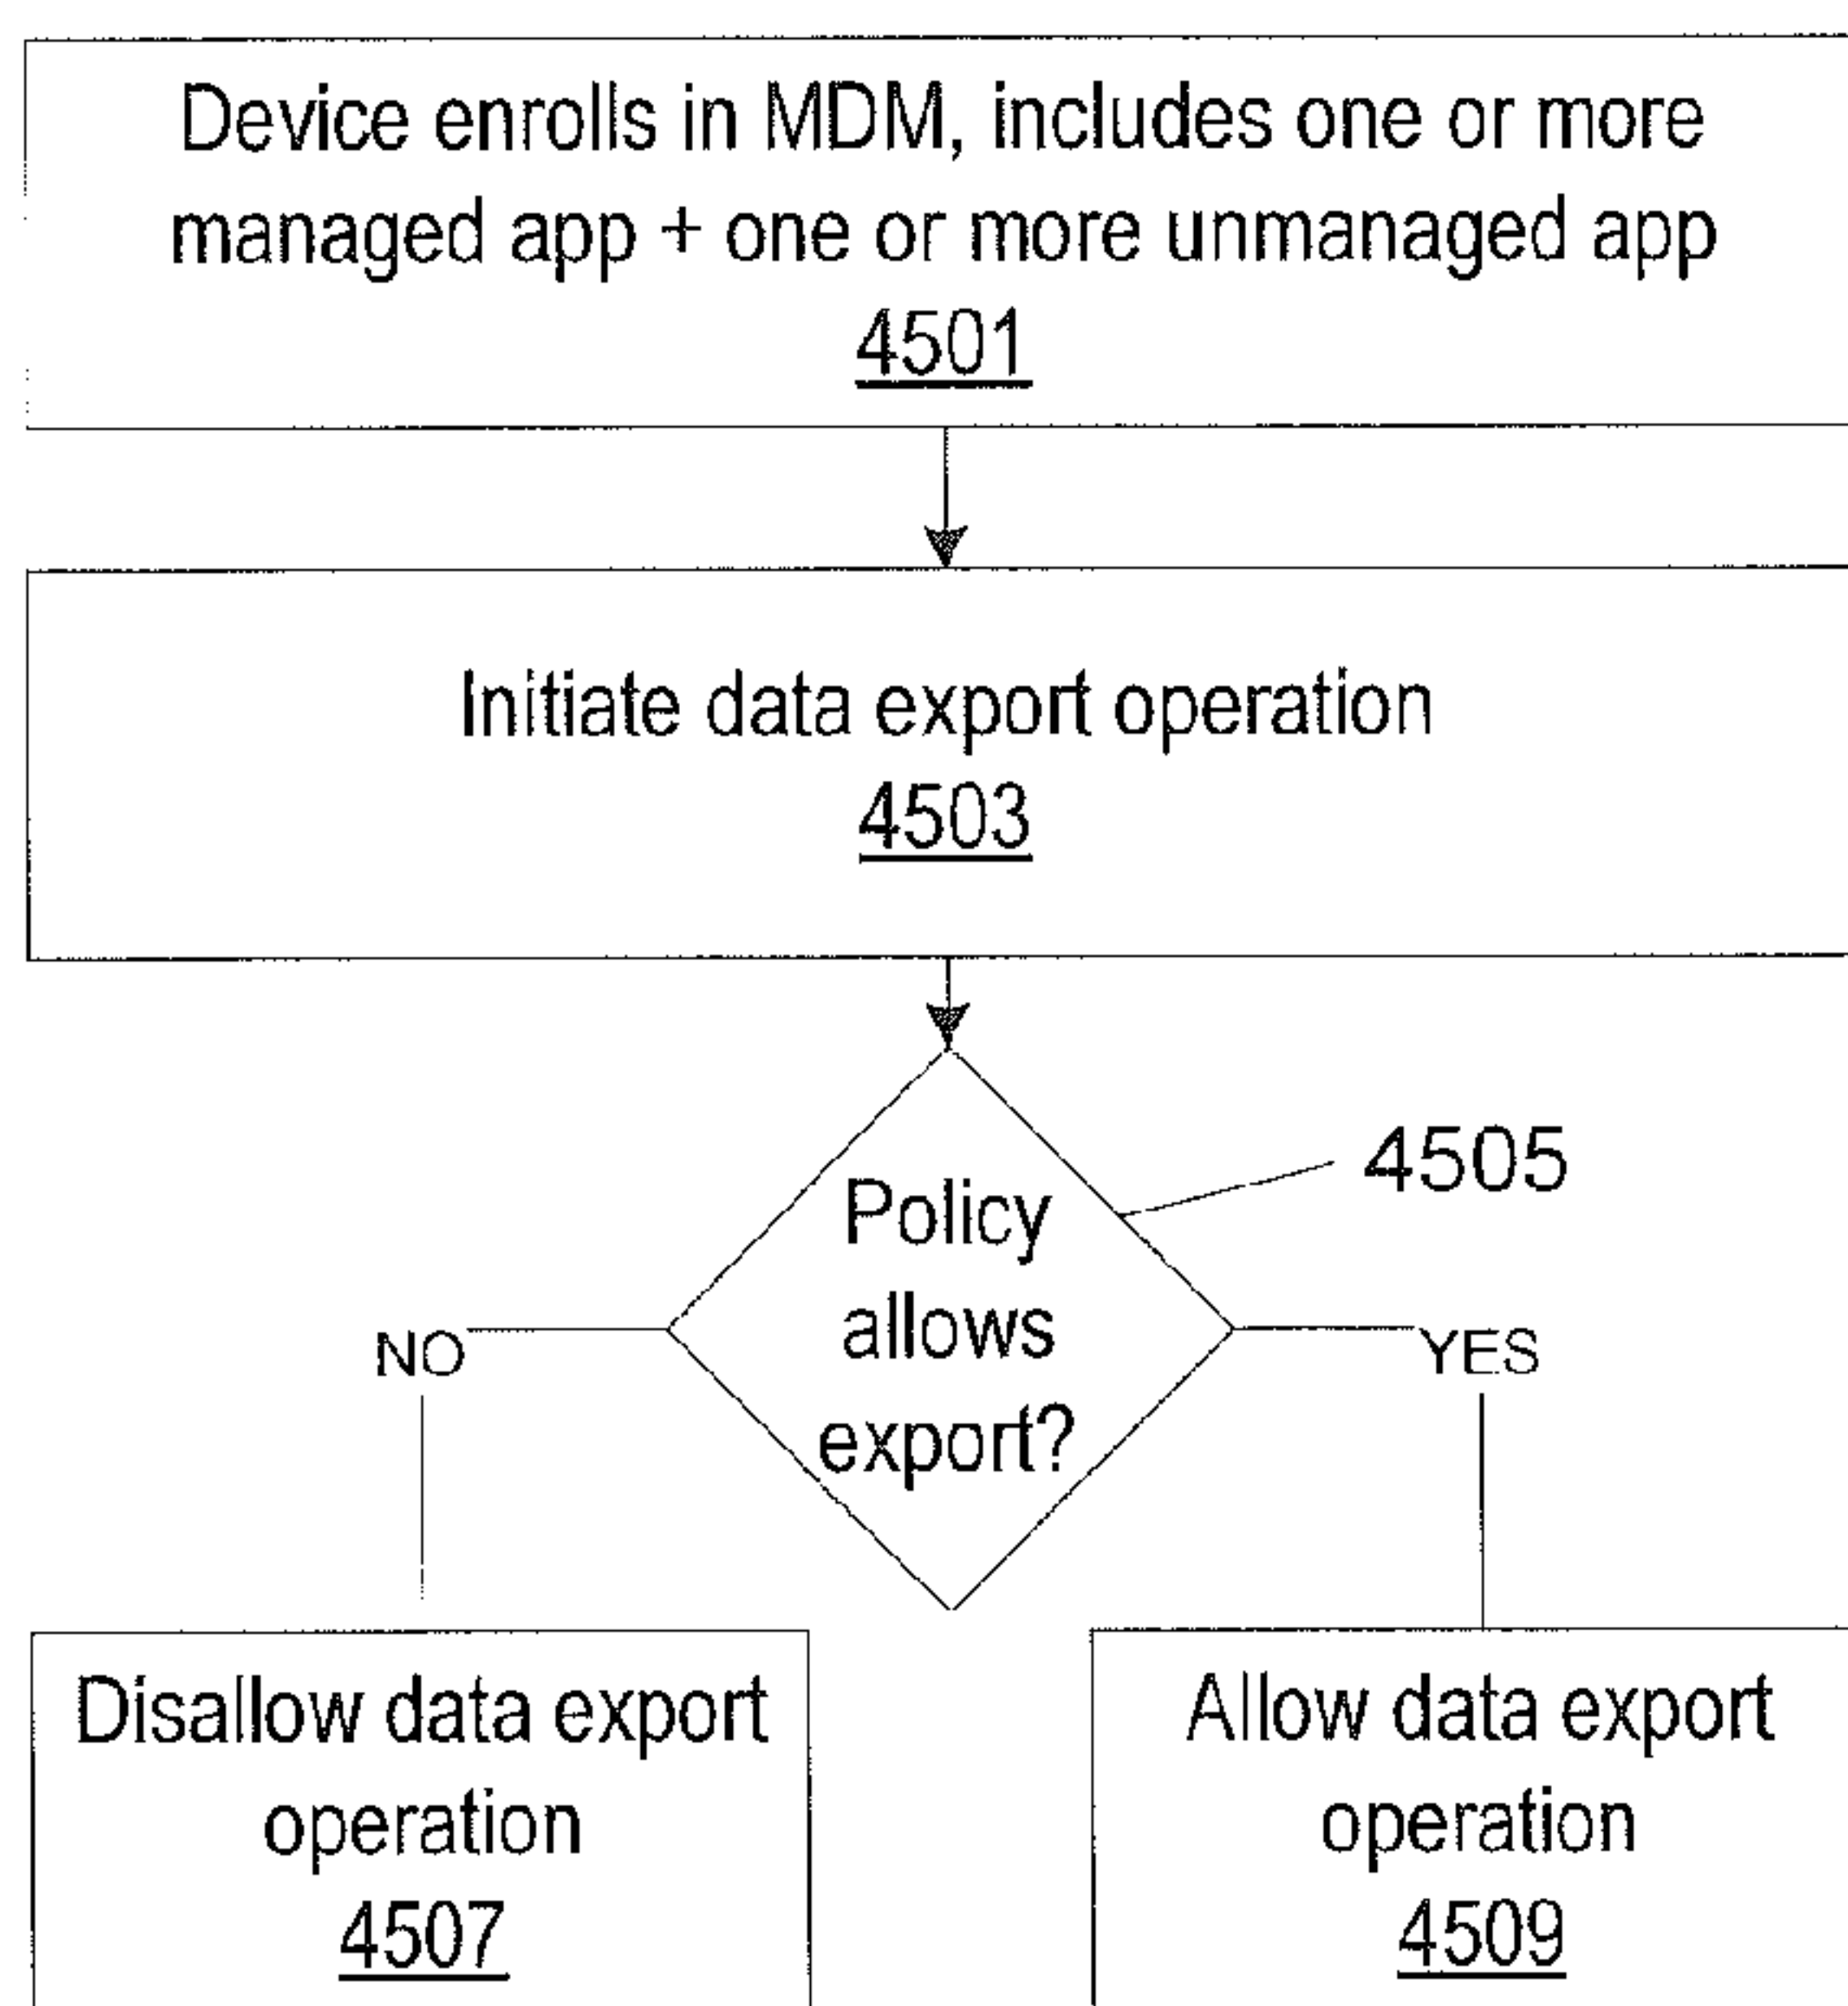 Device enrolls in MDM, includes one or more
managed app + one or more unmanaged app
4501
Initiate data export operation
4503
4505
Policy
allows
export?
NO
YES
Disallow data export
operation
4507
Allow data export
operation
4509